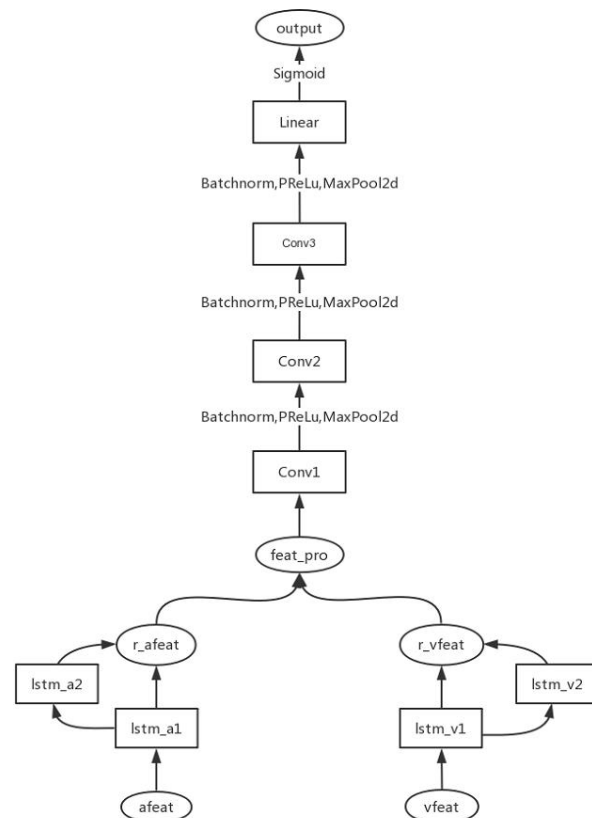 output
Sigmoid
Linear
Batchnorm,PReLu,MaxPool2d
Conv3
Batchnorm,PReLu,MaxPool2d
Conv2
Batchnorm,PReLu,MaxPool2d
Conv1
feat_pro
r_afeat
r_vfeat
lstm_a2
lstm_v2
lstm_a1
lstm_v1
afeat
vfeat